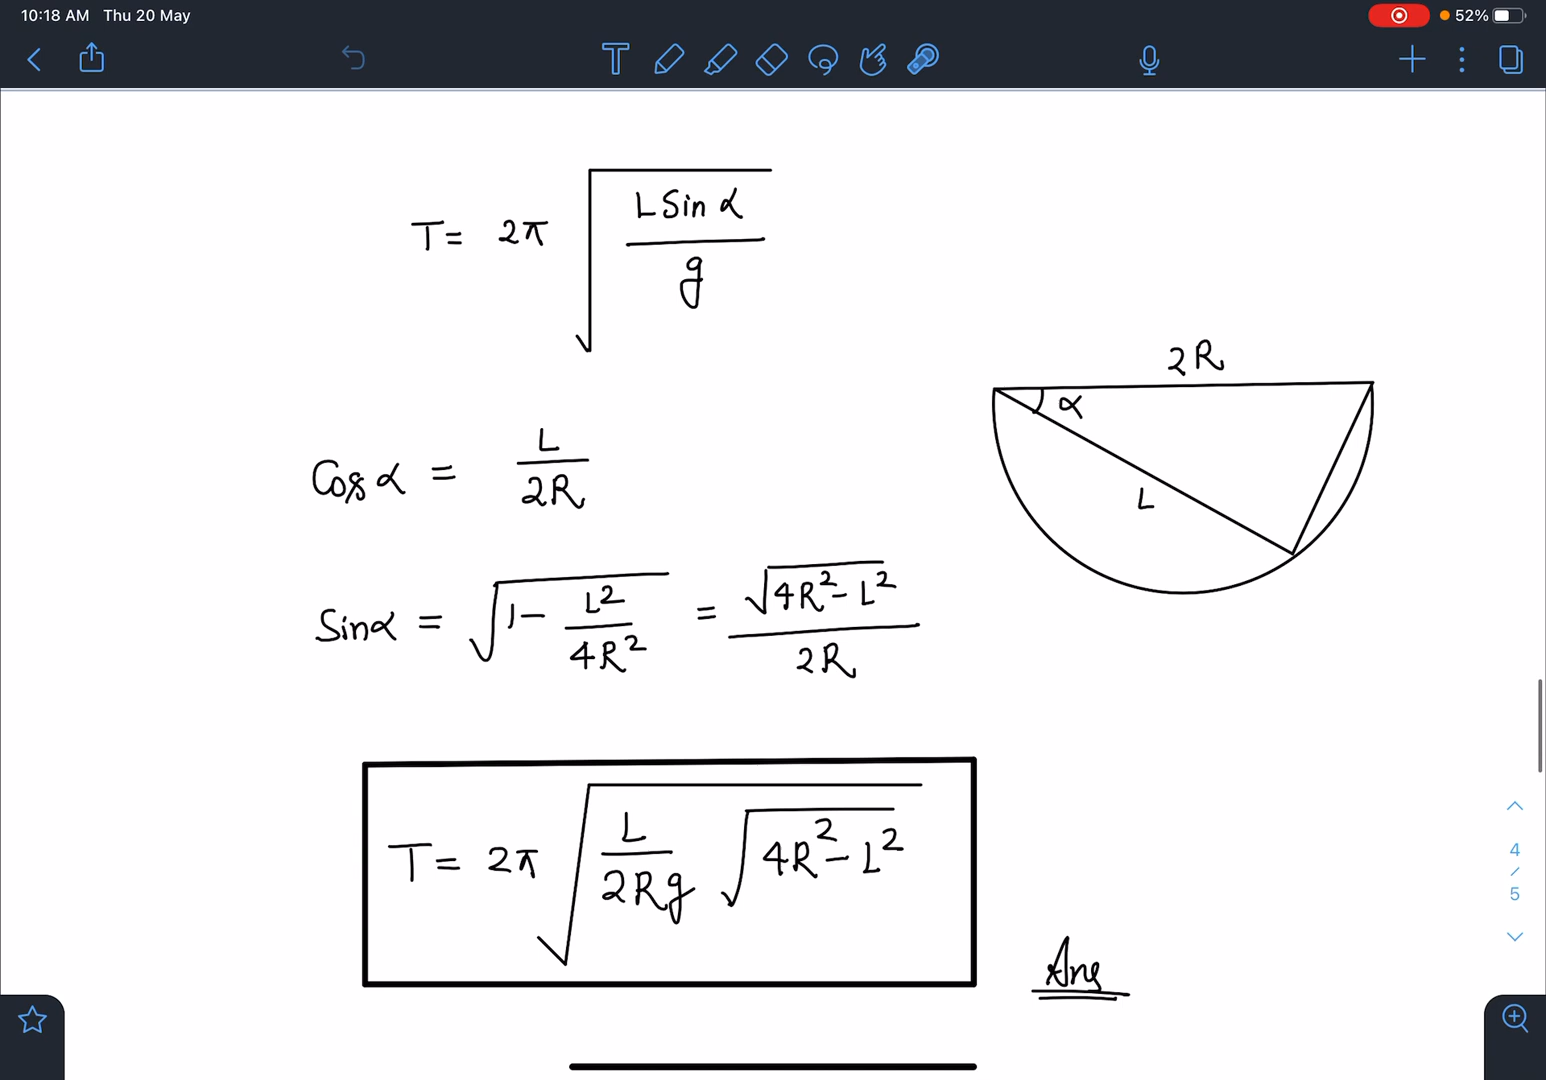 10:18 AM Thu 20 May
52%
T= 2π √(L Sin α / g)
2R
α
L
Cos α = L / 2R
Sin α = √(1 − L² / 4R²) = √(4R² − L²) / 2R
T= 2π √(L / 2Rg √(4R² − L²))
Ans
4
/
5